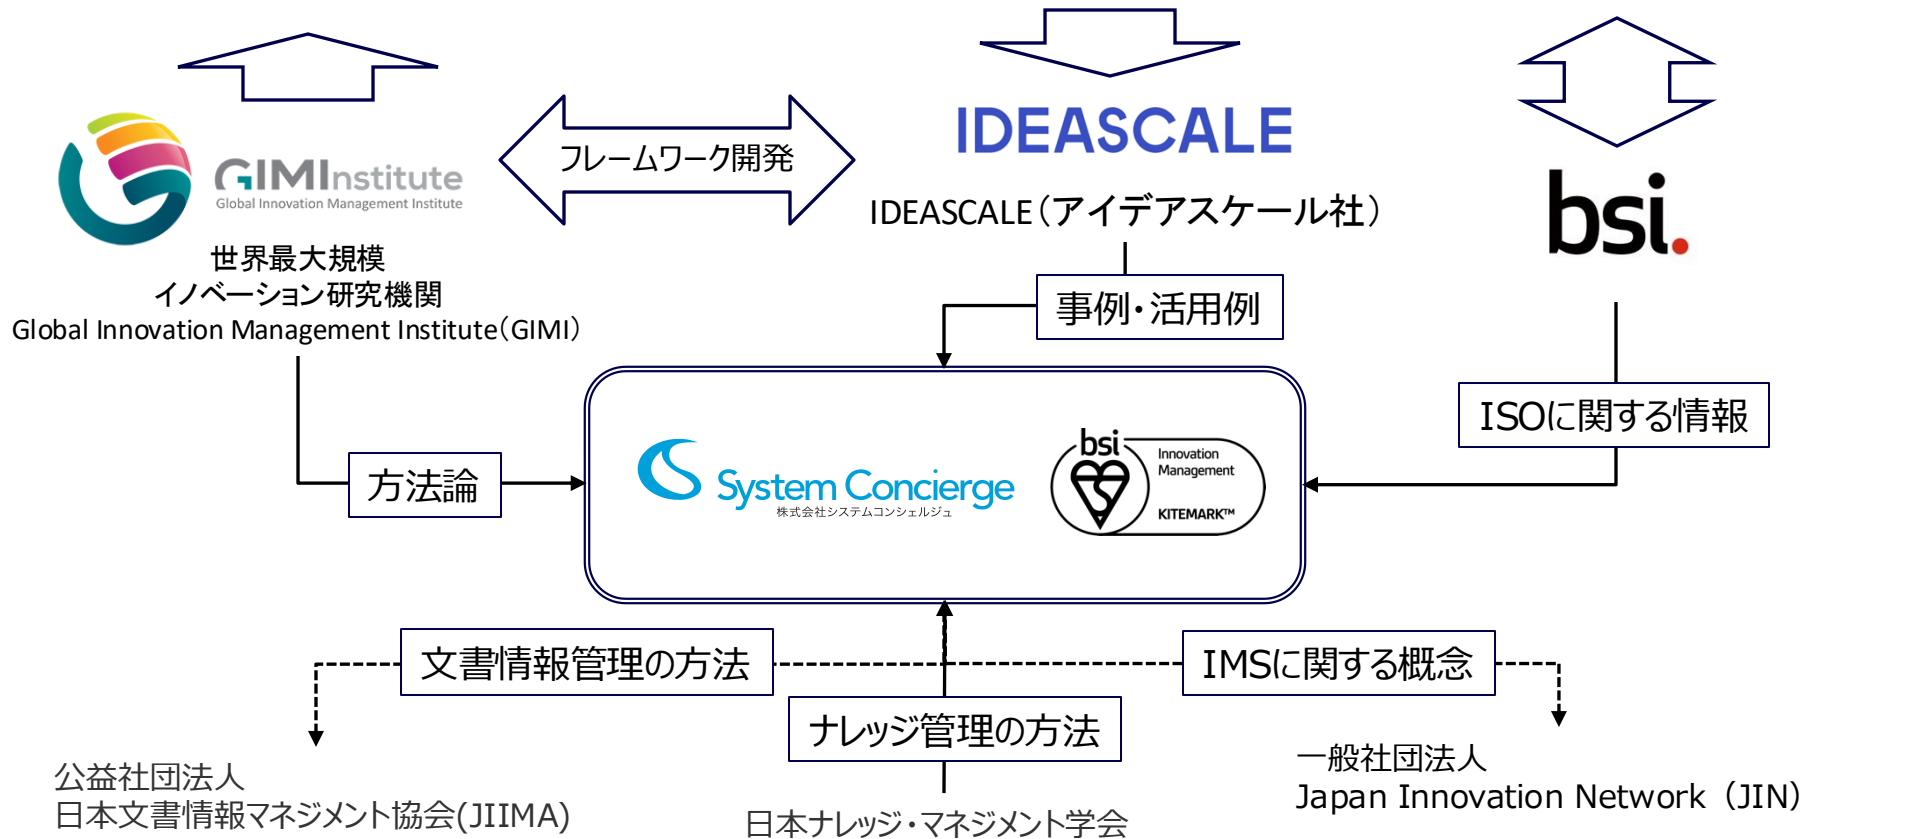 フレームワーク開発
IDEASCALE
GIMInstitute
Global Innovation Management Institute
IDEASCALE（アイデアスケール社）
bsi.
世界最大規模
イノベーション研究機関
Global Innovation Management Institute（GIMI）
事例・活用例
ISOに関する情報
方法論
System Concierge
株式会社システムコンシェルジュ
bsi
Innovation
Management
KITEMARK™
文書情報管理の方法
IMSに関する概念
ナレッジ管理の方法
公益社団法人
日本文書情報マネジメント協会(JIIMA)
日本ナレッジ・マネジメント学会
一般社団法人
Japan Innovation Network（JIN）